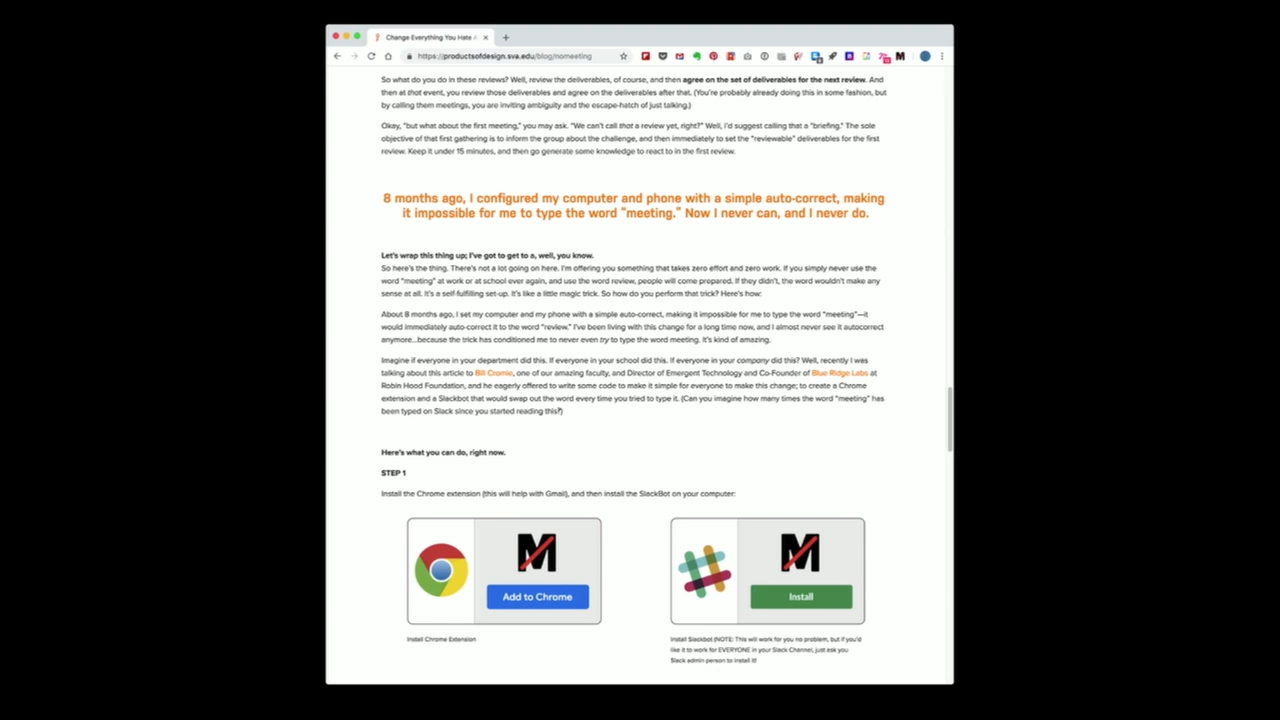 Change Everything You Hate A
https://productsofdesign.sva.edu/blog/nomeeting
So what do you do in these reviews? Well, review the deliverables, of course, and then agree on the set of deliverables for the next review. And
then at that event, you review those deliverables and agree on the deliverables after that. (You're probably already doing this in some fashion, but
by calling them meetings, you are inviting ambiguity and the escape-hatch of just talking.)
Okay, "but what about the first meeting," you may ask. "We can't call that a review yet, right?" Well, I'd suggest calling that a "briefing." The sole
objective of that first gathering is to inform the group about the challenge, and then immediately to set the "reviewable" deliverables for the first
review. Keep it under 15 minutes, and then go generate some knowledge to react to in the first review.
8 months ago, I configured my computer and phone with a simple auto-correct, making
it impossible for me to type the word "meeting." Now I never can, and I never do.
Let's wrap this thing up; I've got to get to a, well, you know.
So here's the thing. There's not a lot going on here. I'm offering you something that takes zero effort and zero work. If you simply never use the
word "meeting" at work or at school ever again, and use the word review, people will come prepared. If they didn't, the word wouldn't make any
sense at all. It's a self-fulfilling set-up. It's like a little magic trick. So how do you perform that trick? Here's how:
About 8 months ago, I set my computer and my phone with a simple auto-correct, making it impossible for me to type the word "meeting"—it
would immediately auto-correct it to the word "review." I've been living with this change for a long time now, and I almost never see it autocorrect
anymore...because the trick has conditioned me to never even try to type the word meeting. It's kind of amazing.
Imagine if everyone in your department did this. If everyone in your school did this. If everyone in your company did this? Well, recently I was
talking about this article to Bill Cromie, one of our amazing faculty, and Director of Emergent Technology and Co-Founder of Blue Ridge Labs at
Robin Hood Foundation, and he eagerly offered to write some code to make it simple for everyone to make this change; to create a Chrome
extension and a Slackbot that would swap out the word every time you tried to type it. (Can you imagine how many times the word "meeting" has
been typed on Slack since you started reading this?)
Here's what you can do, right now.
STEP 1
Install the Chrome extension (this will help with Gmail), and then install the SlackBot on your computer:
M
Add to Chrome
M
Install
Install Chrome Extension
Install Slackbot (NOTE: This will work for you no problem, but if you'd
like it to work for EVERYONE in your Slack Channel, just ask you
Slack admin person to install it!